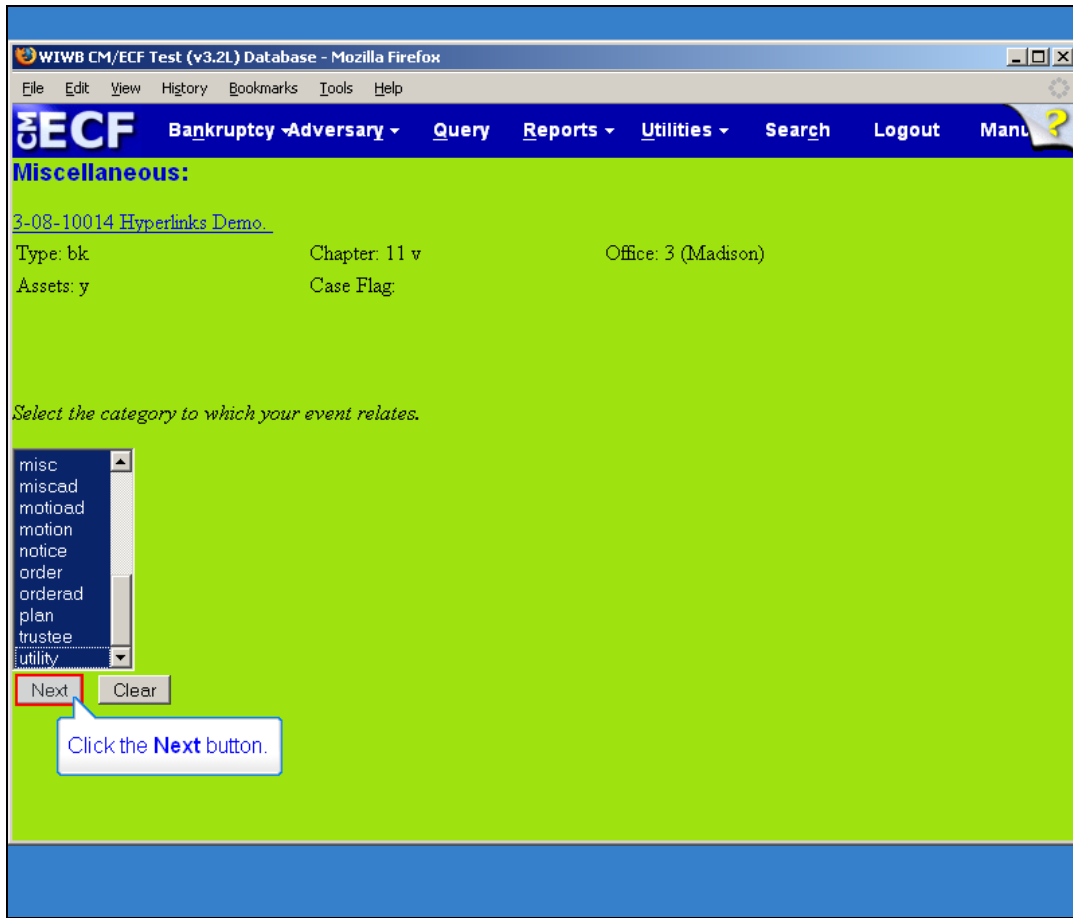 WIWB CM/ECF Test (v3.2L) Database - Mozilla Firefox
File Edit View History Bookmarks Tools Help
CM ECF Bankruptcy Adversary Query Reports Utilities Search Logout Manu ?
Miscellaneous:
3-08-10014 Hyperlinks Demo.
Type: bk Chapter: 11 v Office: 3 (Madison)
Assets: y Case Flag:
Select the category to which your event relates.
misc
miscad
motioad
motion
notice
order
orderad
plan
trustee
utility
Next Clear
Click the Next button.